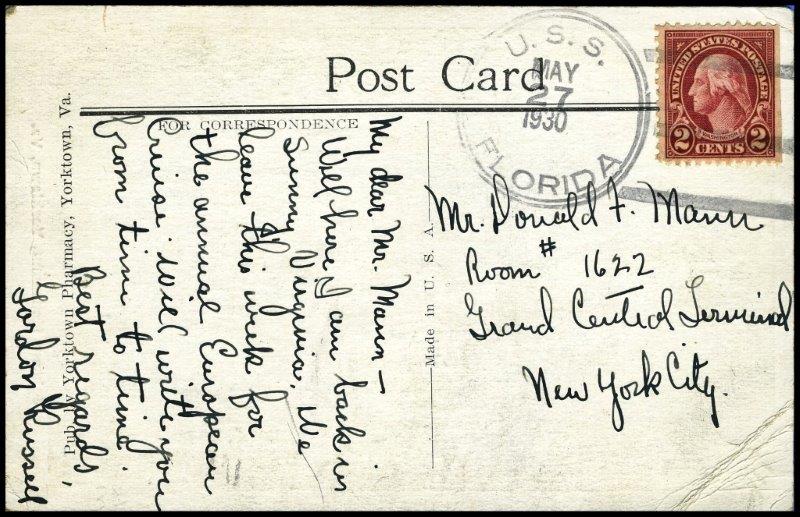 Post Card
FOR CORRESPONDENCE
U. S. S.
MAY
27
1930
FLORIDA
UNITED STATES POSTAGE
WASHINGTON
2 CENTS 2
My dear Mr. Mann —
Well here I am back in
sunny Virginia. We
leave this week for
the annual European
Cruise. Will write you
from time to time.
Best regards,
Gordon Russell
Mr. Donald F. Mann
Room # 1622
Grand Central Terminal
New York City.
Made in U. S. A.
Pub. by Yorktown Pharmacy, Yorktown, Va.